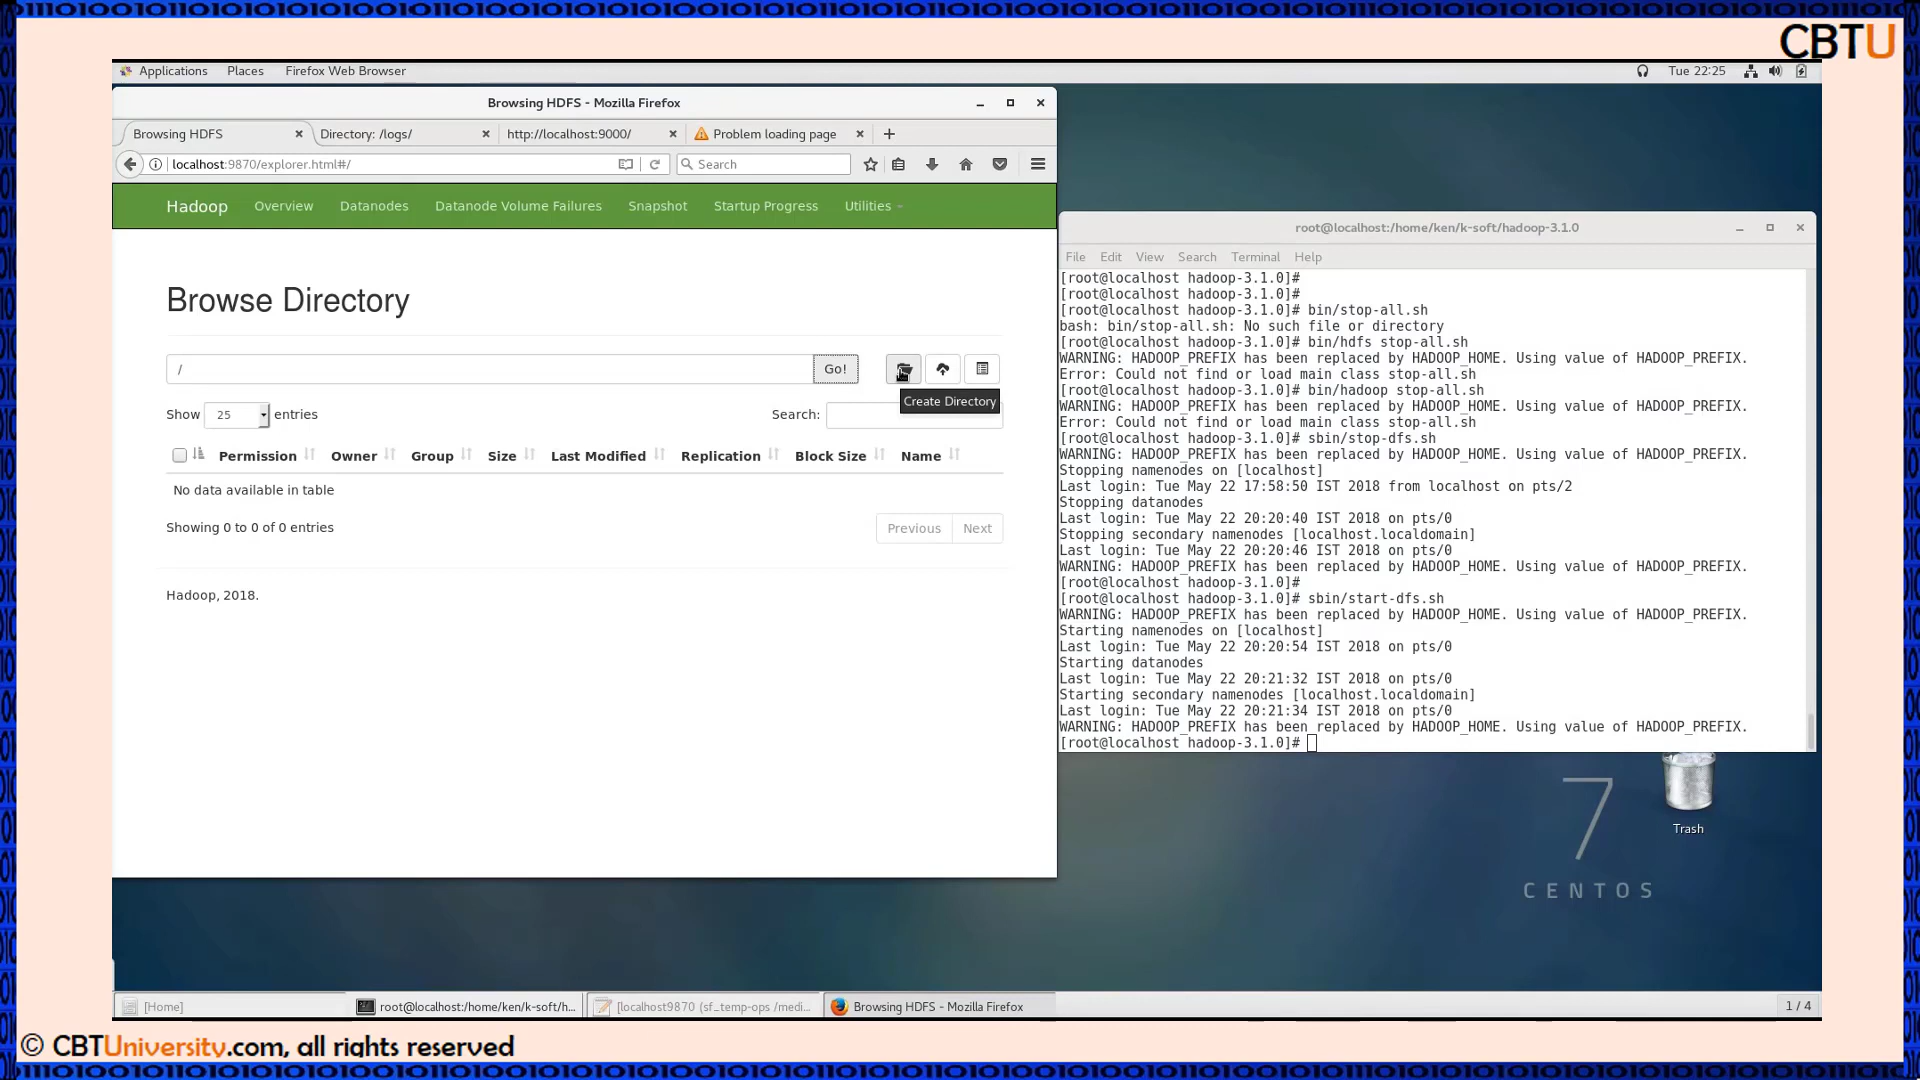 CBTU
Applications Places Firefox Web Browser
Tue 22:25
Browsing HDFS - Mozilla Firefox
Browsing HDFS
Directory: /logs/
http://localhost:9000/
Problem loading page
localhost:9870/explorer.html#/
Search
Hadoop Overview Datanodes Datanode Volume Failures Snapshot Startup Progress Utilities
Browse Directory
/
Go!
Create Directory
Show 25 entries
Search:
Permission Owner Group Size Last Modified Replication Block Size Name
No data available in table
Showing 0 to 0 of 0 entries
Previous Next
Hadoop, 2018.
root@localhost:/home/ken/k-soft/hadoop-3.1.0
File Edit View Search Terminal Help
[root@localhost hadoop-3.1.0]#
[root@localhost hadoop-3.1.0]#
[root@localhost hadoop-3.1.0]# bin/stop-all.sh
bash: bin/stop-all.sh: No such file or directory
[root@localhost hadoop-3.1.0]# bin/hdfs stop-all.sh
WARNING: HADOOP_PREFIX has been replaced by HADOOP_HOME. Using value of HADOOP_PREFIX.
Error: Could not find or load main class stop-all.sh
[root@localhost hadoop-3.1.0]# bin/hadoop stop-all.sh
WARNING: HADOOP_PREFIX has been replaced by HADOOP_HOME. Using value of HADOOP_PREFIX.
Error: Could not find or load main class stop-all.sh
[root@localhost hadoop-3.1.0]# sbin/stop-dfs.sh
WARNING: HADOOP_PREFIX has been replaced by HADOOP_HOME. Using value of HADOOP_PREFIX.
Stopping namenodes on [localhost]
Last login: Tue May 22 17:58:50 IST 2018 from localhost on pts/2
Stopping datanodes
Last login: Tue May 22 20:20:40 IST 2018 on pts/0
Stopping secondary namenodes [localhost.localdomain]
Last login: Tue May 22 20:20:46 IST 2018 on pts/0
WARNING: HADOOP_PREFIX has been replaced by HADOOP_HOME. Using value of HADOOP_PREFIX.
[root@localhost hadoop-3.1.0]#
[root@localhost hadoop-3.1.0]# sbin/start-dfs.sh
WARNING: HADOOP_PREFIX has been replaced by HADOOP_HOME. Using value of HADOOP_PREFIX.
Starting namenodes on [localhost]
Last login: Tue May 22 20:20:54 IST 2018 on pts/0
Starting datanodes
Last login: Tue May 22 20:21:32 IST 2018 on pts/0
Starting secondary namenodes [localhost.localdomain]
Last login: Tue May 22 20:21:34 IST 2018 on pts/0
WARNING: HADOOP_PREFIX has been replaced by HADOOP_HOME. Using value of HADOOP_PREFIX.
[root@localhost hadoop-3.1.0]#
Trash
7
CENTOS
[Home]
root@localhost:/home/ken/k-soft/h...
[localhost9870 (sf_temp-ops /medi...
Browsing HDFS - Mozilla Firefox
1 / 4
© CBTUniversity.com, all rights reserved